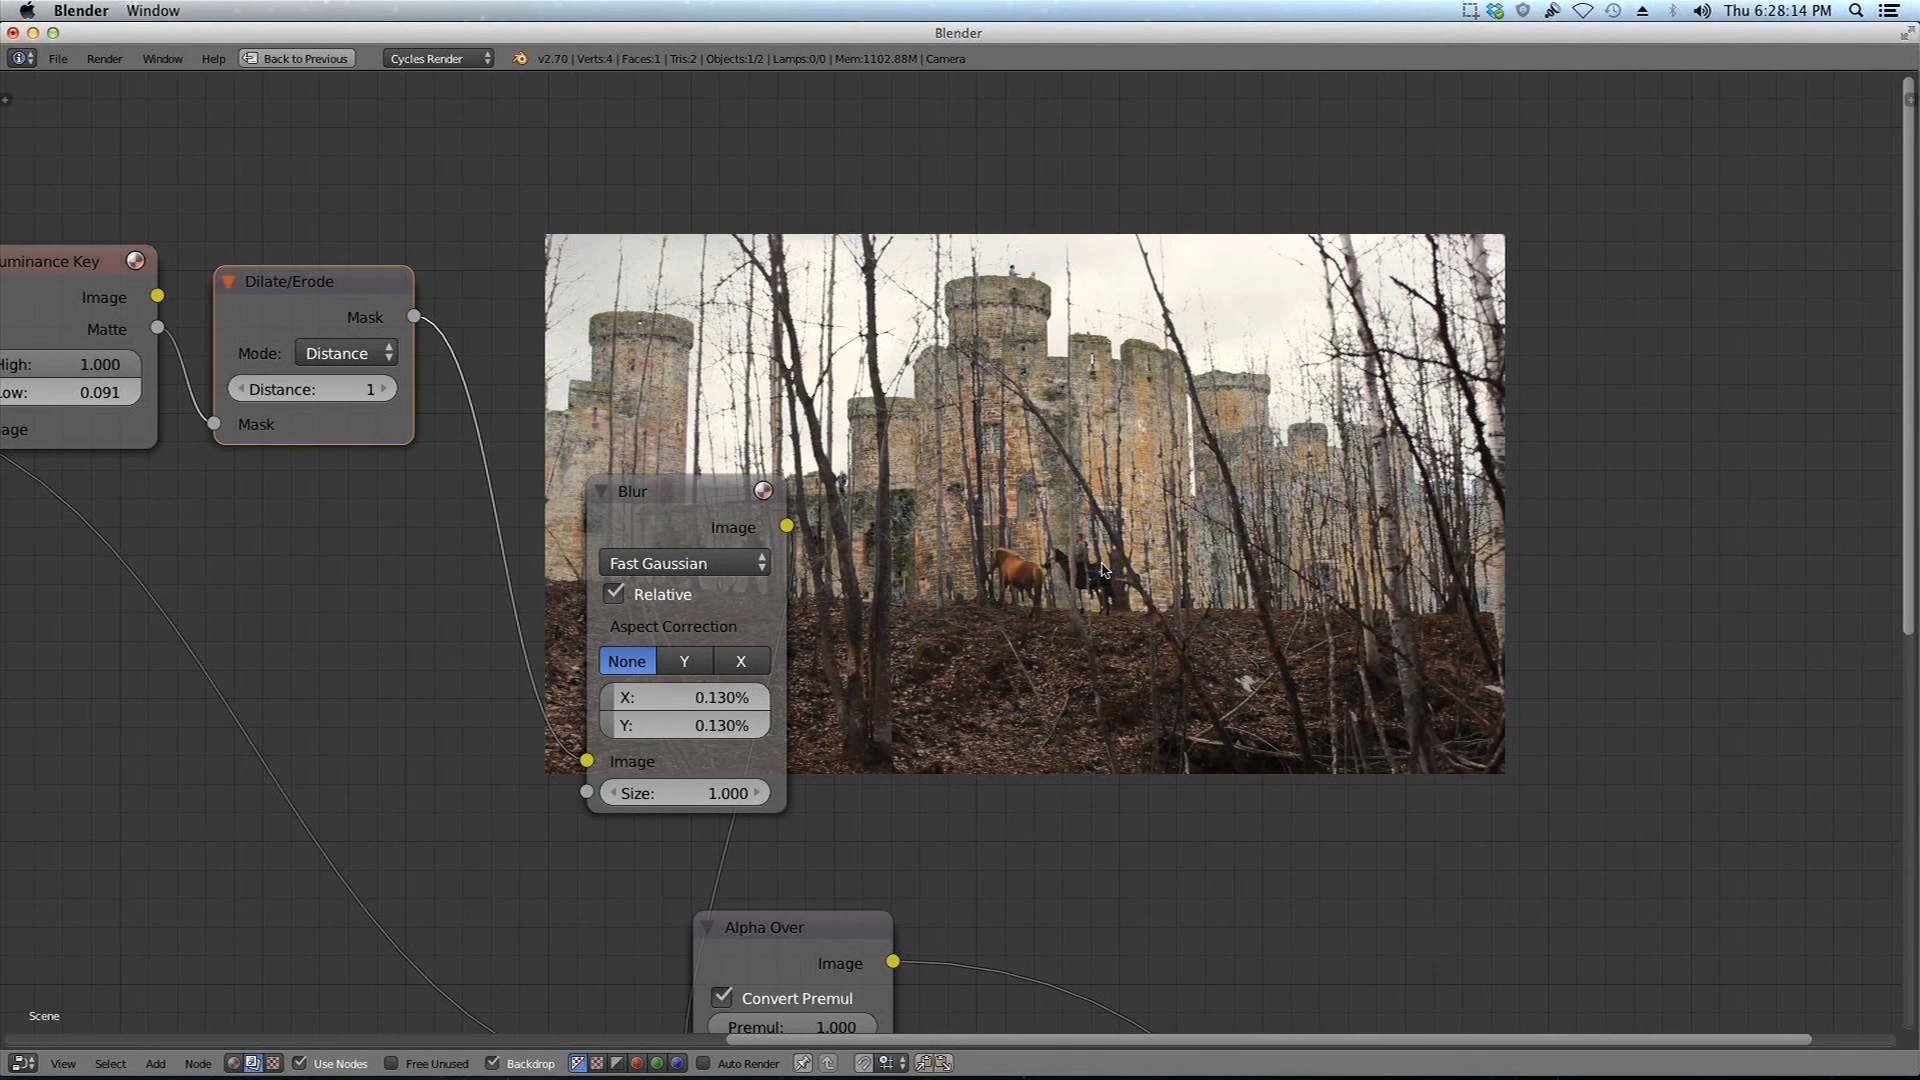 Blender Window Thu 6:28:14 PM
Blender
File Render Window Help Back to Previous Cycles Render v2.70 | Verts:4 | Faces:1 | Tris:2 | Objects:1/2 | Lamps:0/0 | Mem:1102.88M | Camera
uminance Key
Image
Matte
High: 1.000
Low: 0.091
age
Dilate/Erode
Mask
Mode: Distance
Distance: 1
Mask
Blur
Image
Fast Gaussian
Relative
Aspect Correction
None Y X
X: 0.130%
Y: 0.130%
Image
Size: 1.000
Alpha Over
Image
Convert Premul
Premul: 1.000
Scene
View Select Add Node Use Nodes Free Unused Backdrop Auto Render